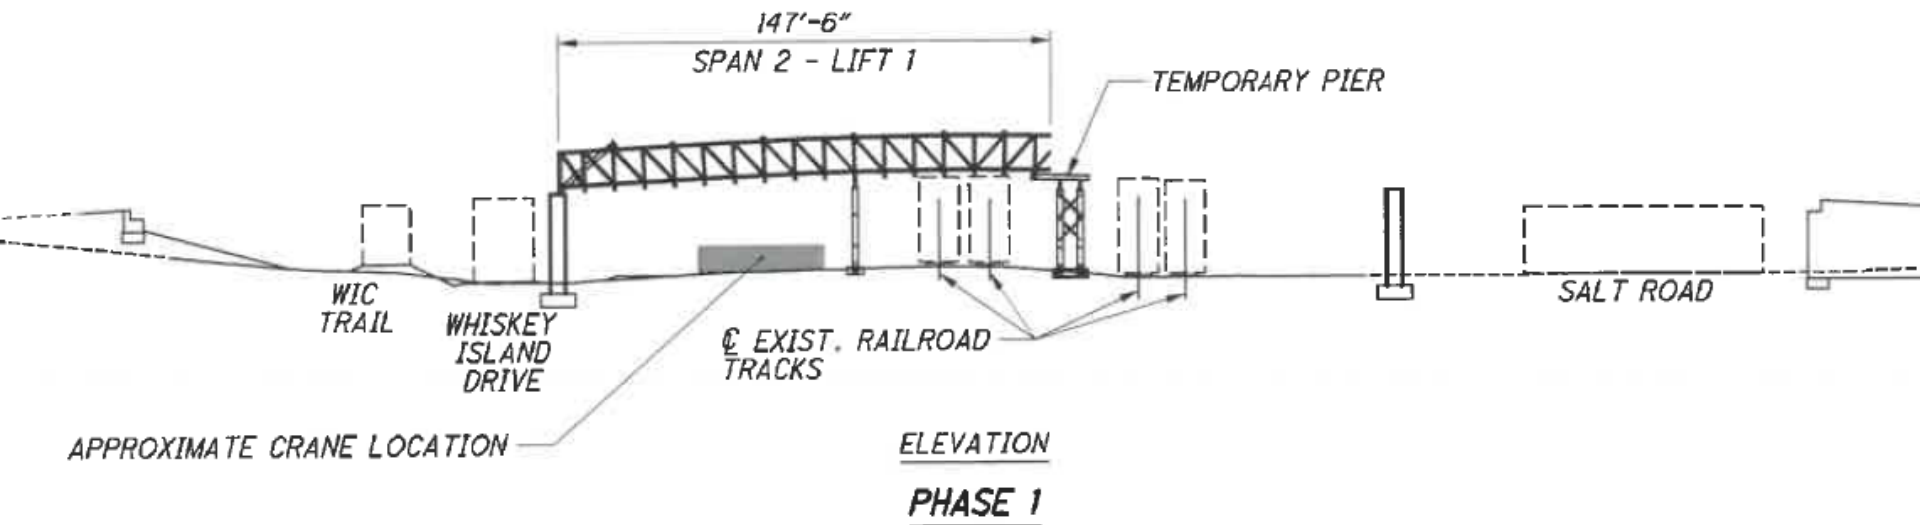 147'-6"
SPAN 2 - LIFT 1
TEMPORARY PIER
WIC
TRAIL
WHISKEY
ISLAND
DRIVE
℄ EXIST. RAILROAD
TRACKS
SALT ROAD
APPROXIMATE CRANE LOCATION
ELEVATION
PHASE 1